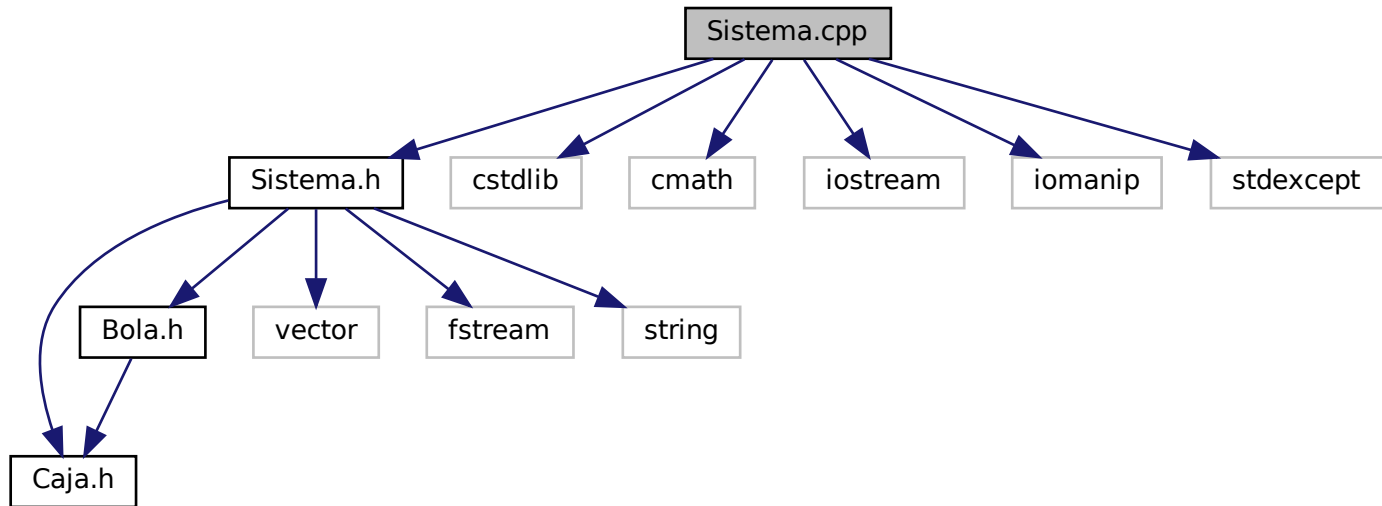 Sistema.cpp
Sistema.h
cstdlib
cmath
iostream
iomanip
stdexcept
Bola.h
vector
fstream
string
Caja.h